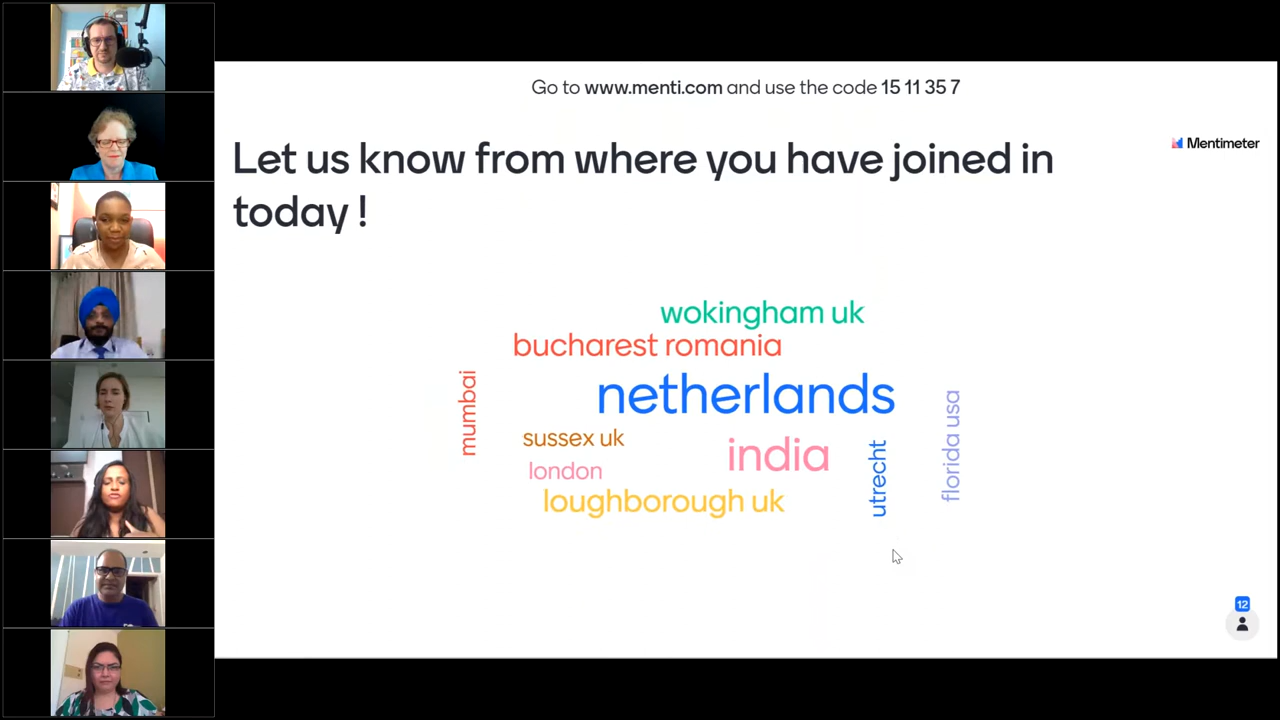 Go to www.menti.com and use the code 15 11 35 7
Mentimeter
Let us know from where you have joined in
today !
wokingham uk
bucharest romania
mumbai
netherlands
florida usa
sussex uk
india
utrecht
london
loughborough uk
12